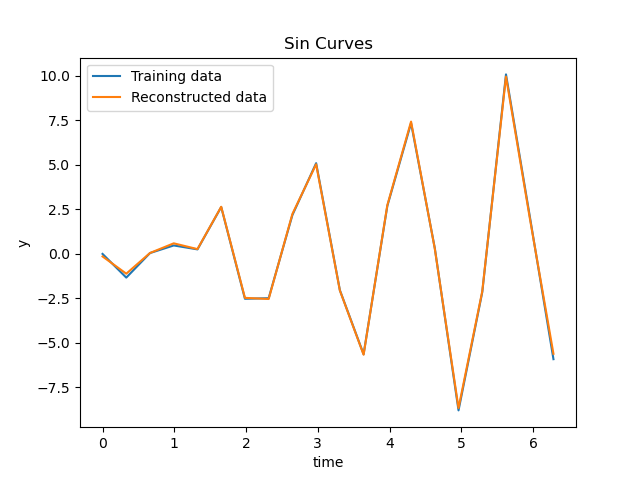 Sin Curves
Training data
Reconstructed data
10.0
7.5
5.0
2.5
0.0
−2.5
−5.0
−7.5
y
0 1 2 3 4 5 6
time